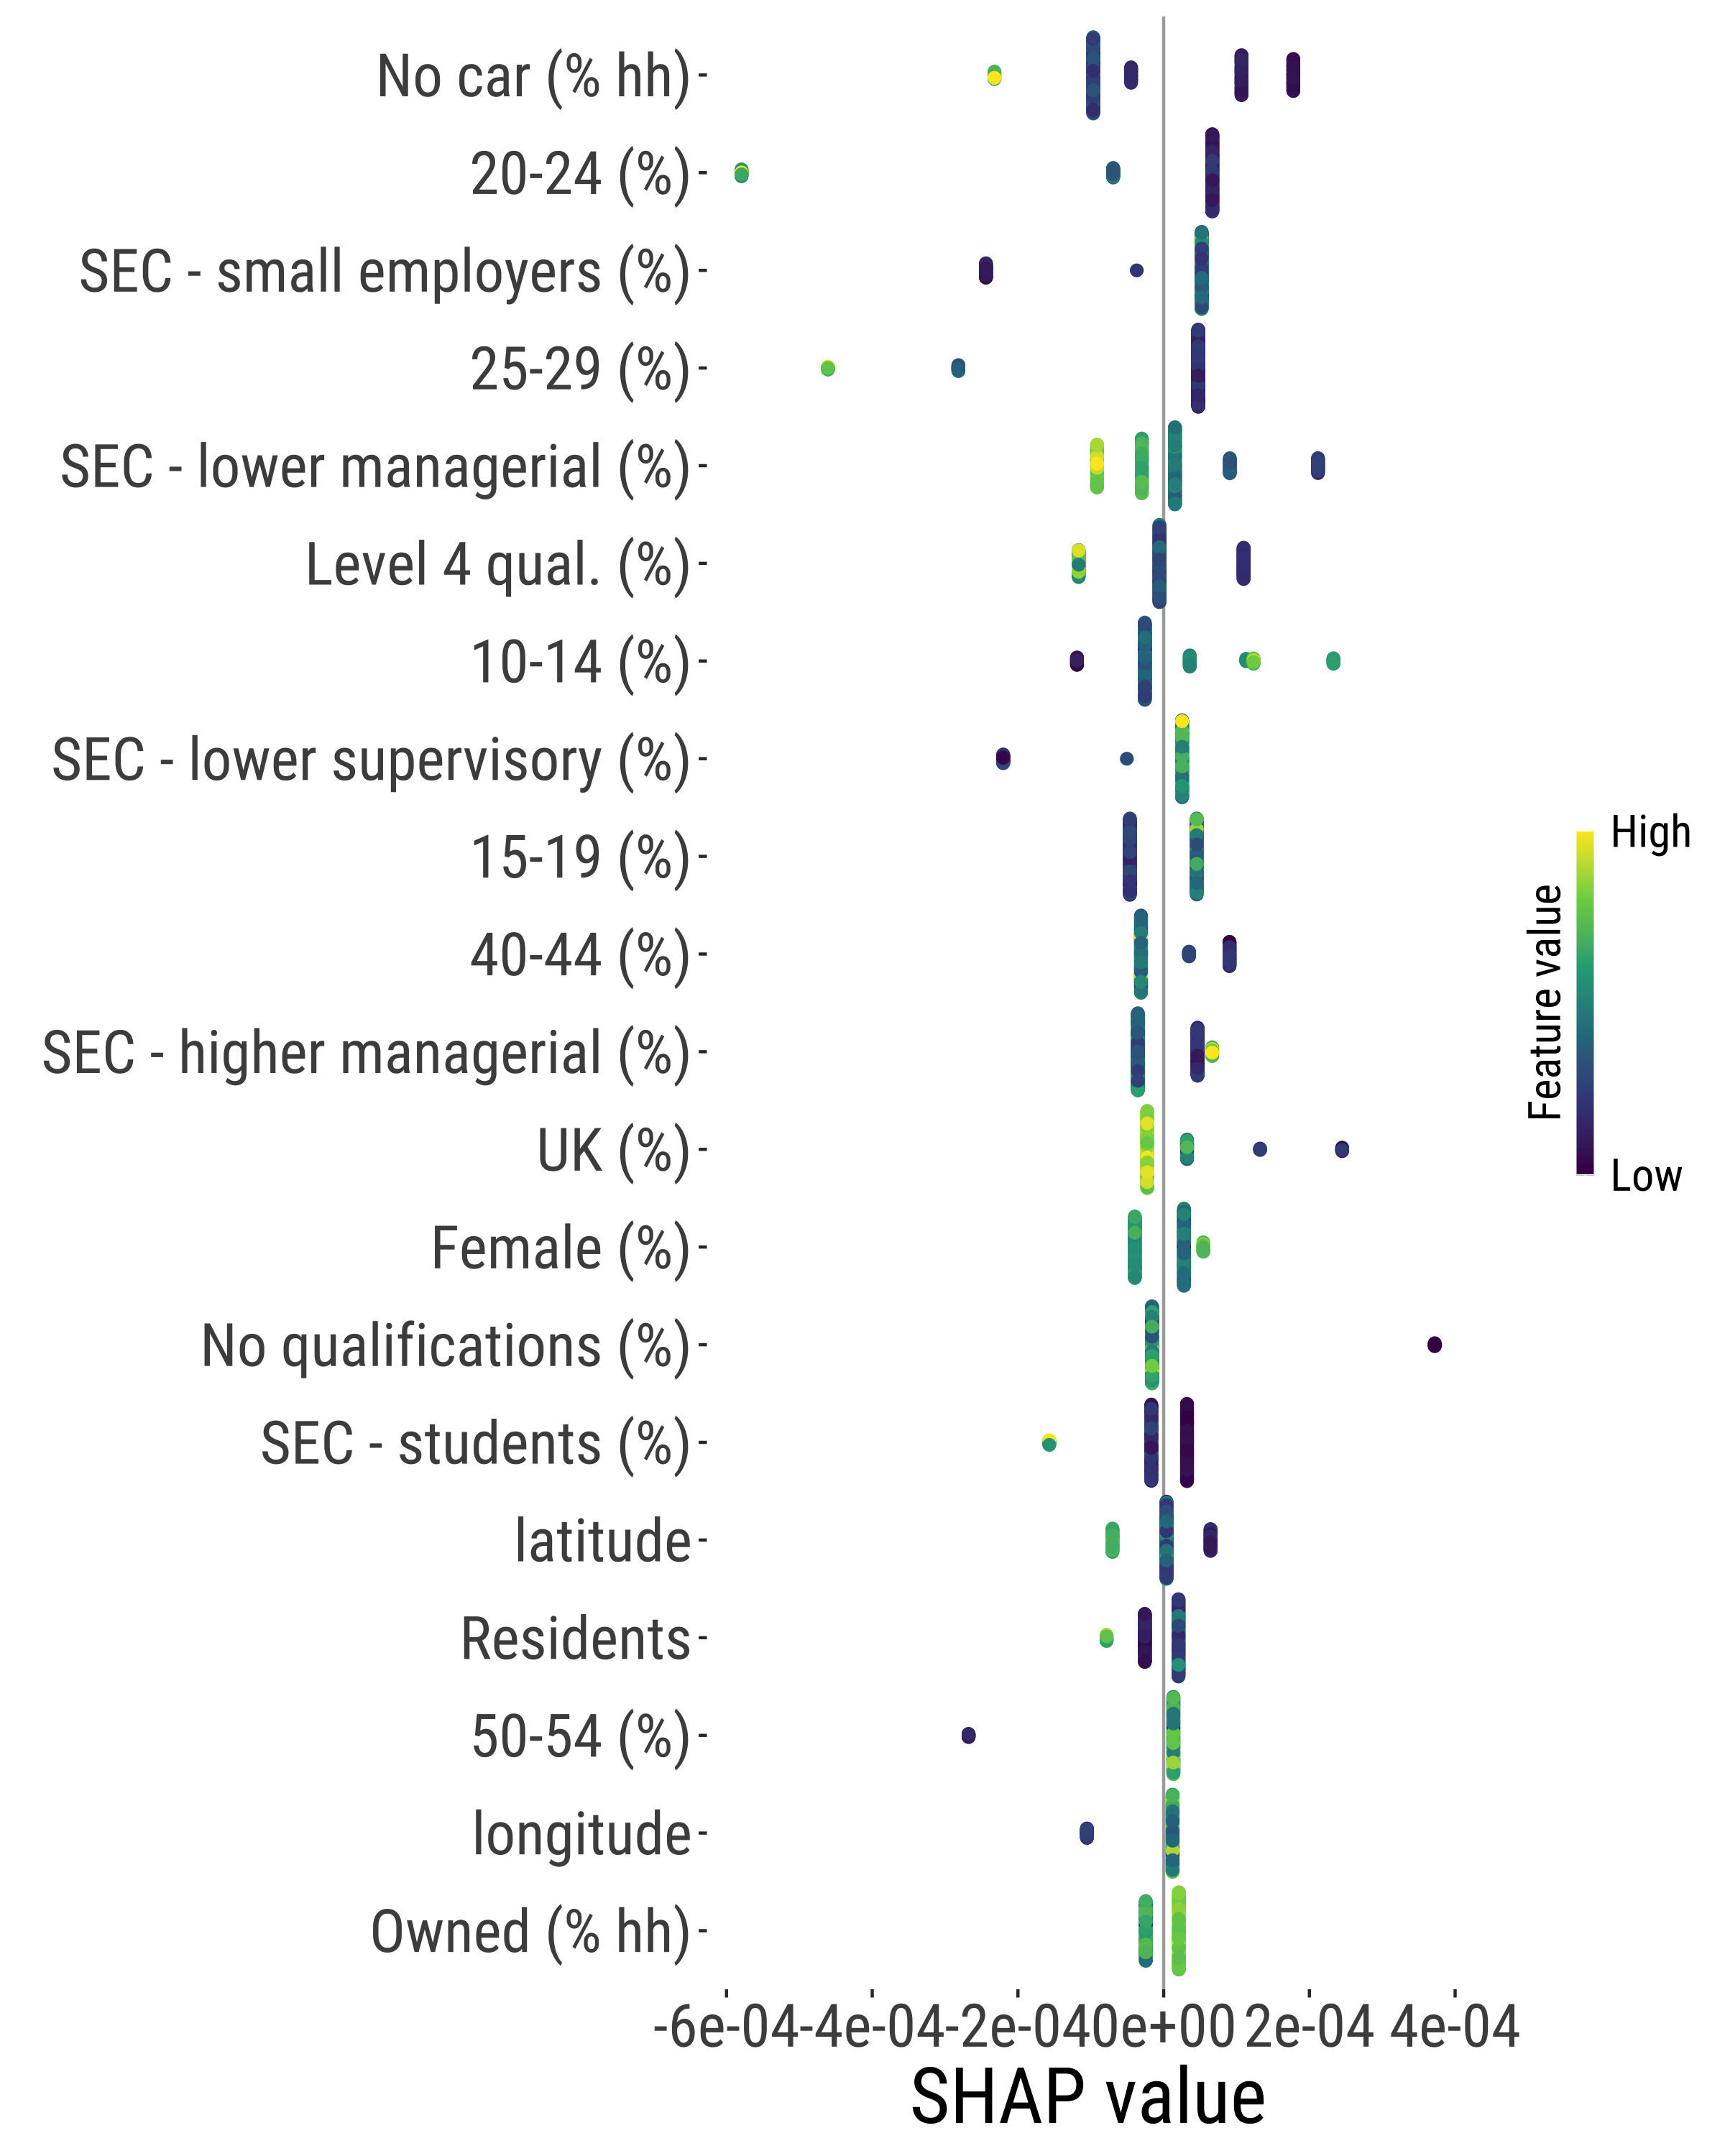 No car (% hh)
20-24 (%)
SEC - small employers (%)
25-29 (%)
SEC - lower managerial (%)
Level 4 qual. (%)
10-14 (%)
SEC - lower supervisory (%)
15-19 (%)
40-44 (%)
SEC - higher managerial (%)
UK (%)
Female (%)
No qualifications (%)
SEC - students (%)
latitude
Residents
50-54 (%)
longitude
Owned (% hh)
-6e-04 -4e-04 -2e-04 0e+00 2e-04 4e-04
SHAP value
High
Feature value
Low